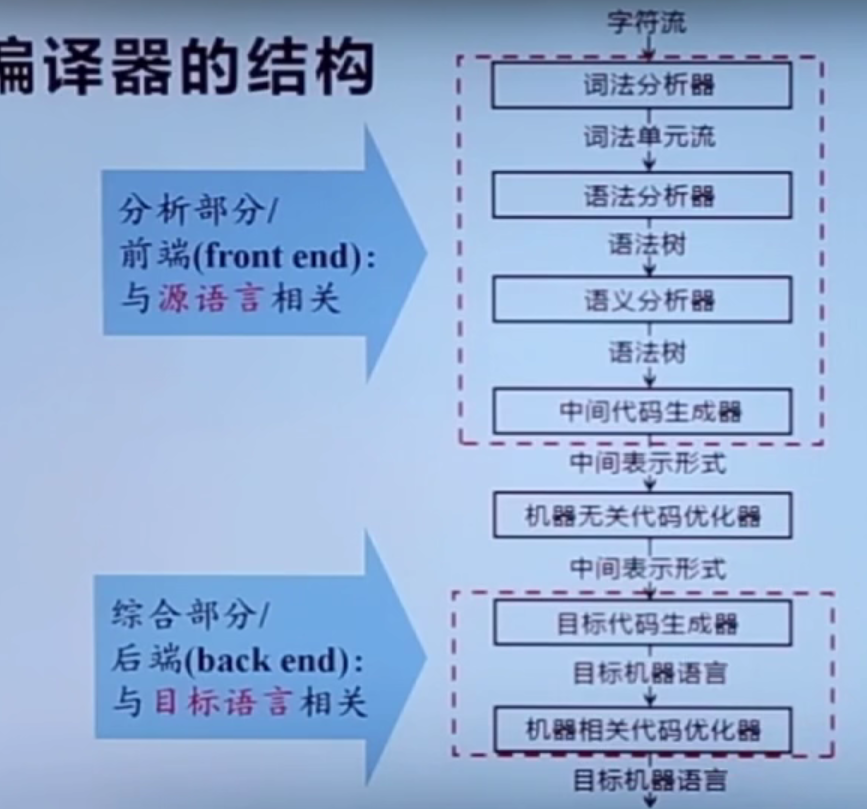 编译器的结构
字符流
词法分析器
词法单元流
语法分析器
语法树
语义分析器
语法树
中间代码生成器
中间表示形式
机器无关代码优化器
中间表示形式
目标代码生成器
目标机器语言
机器相关代码优化器
目标机器语言
分析部分/
前端(front end):
与源语言相关
综合部分/
后端(back end):
与目标语言相关